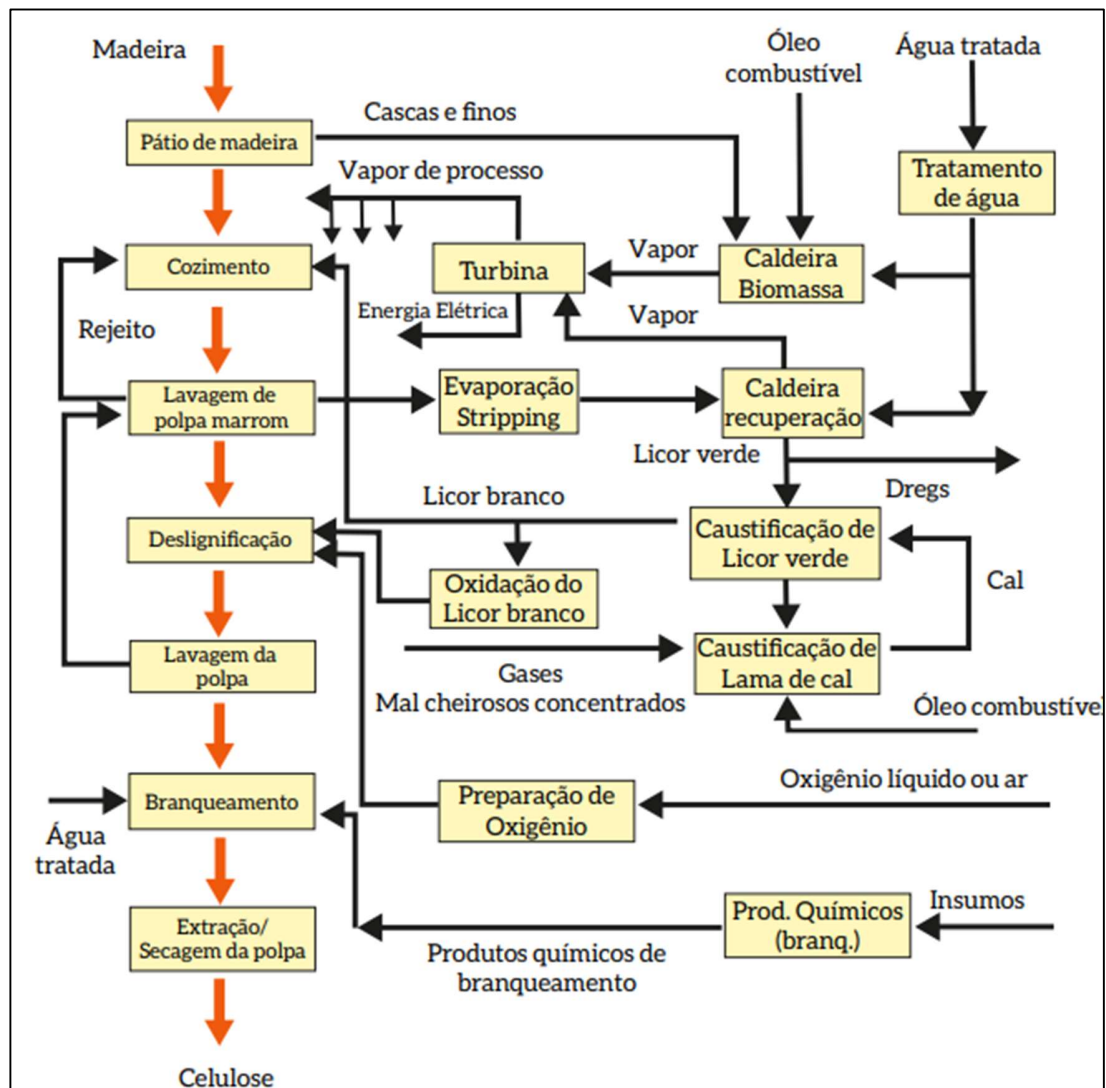 Madeira
Óleo
combustível
Água tratada
Cascas e finos
Pátio de madeira
Vapor de processo
Tratamento
de água
Cozimento
Turbina
Vapor
Caldeira
Biomassa
Energia Elétrica
Vapor
Rejeito
Lavagem de
polpa marrom
Evaporação
Stripping
Caldeira
recuperação
Licor verde
Dregs
Licor branco
Deslignificação
Caustificação de
Licor verde
Oxidação do
Licor branco
Cal
Lavagem da
polpa
Gases
Mal cheirosos concentrados
Caustificação de
Lama de cal
Óleo combustível
Oxigênio líquido ou ar
Branqueamento
Preparação de
Oxigênio
Água
tratada
Insumos
Prod. Químicos
(branq.)
Extração/
Secagem da polpa
Produtos químicos de
branqueamento
Celulose